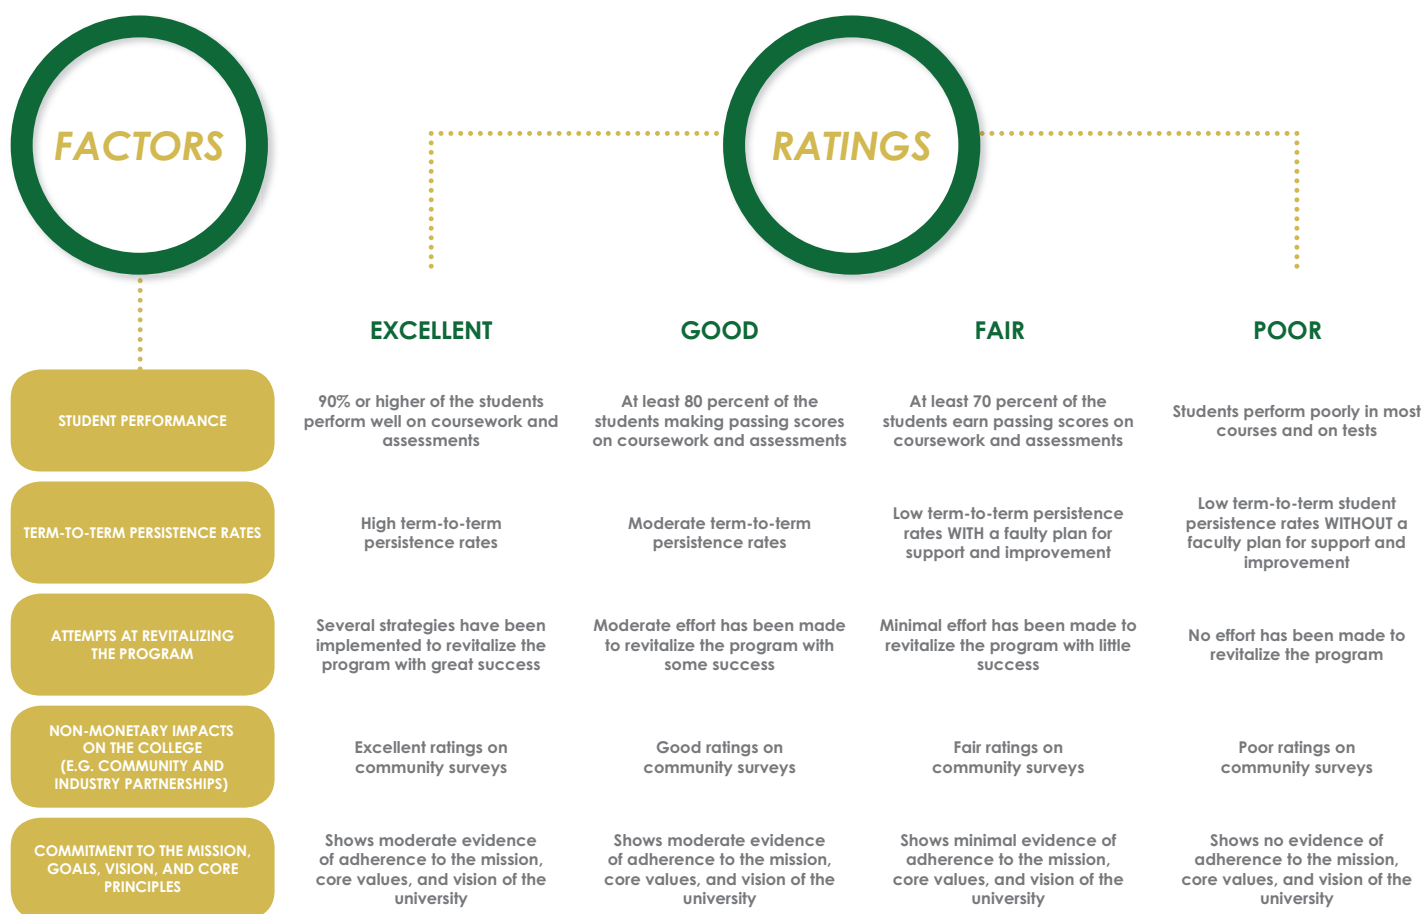 FACTORS
RATINGS
EXCELLENT
GOOD
FAIR
POOR
STUDENT PERFORMANCE
90% or higher of the students
perform well on coursework and
assessments
At least 80 percent of the
students making passing scores
on coursework and assessments
At least 70 percent of the
students earn passing scores on
coursework and assessments
Students perform poorly in most
courses and on tests
TERM-TO-TERM PERSISTENCE RATES
High term-to-term
persistence rates
Moderate term-to-term
persistence rates
Low term-to-term persistence
rates WITH a faulty plan for
support and improvement
Low term-to-term student
persistence rates WITHOUT a
faculty plan for support and
improvement
ATTEMPTS AT REVITALIZING
THE PROGRAM
Several strategies have been
implemented to revitalize the
program with great success
Moderate effort has been made
to revitalize the program with
some success
Minimal effort has been made to
revitalize the program with little
success
No effort has been made to
revitalize the program
NON-MONETARY IMPACTS
ON THE COLLEGE
(E.G. COMMUNITY AND
INDUSTRY PARTNERSHIPS)
Excellent ratings on
community surveys
Good ratings on
community surveys
Fair ratings on
community surveys
Poor ratings on
community surveys
COMMITMENT TO THE MISSION,
GOALS, VISION, AND CORE
PRINCIPLES
Shows moderate evidence
of adherence to the mission,
core values, and vision of the
university
Shows moderate evidence
of adherence to the mission,
core values, and vision of the
university
Shows minimal evidence of
adherence to the mission,
core values, and vision of the
university
Shows no evidence of
adherence to the mission,
core values, and vision of the
university